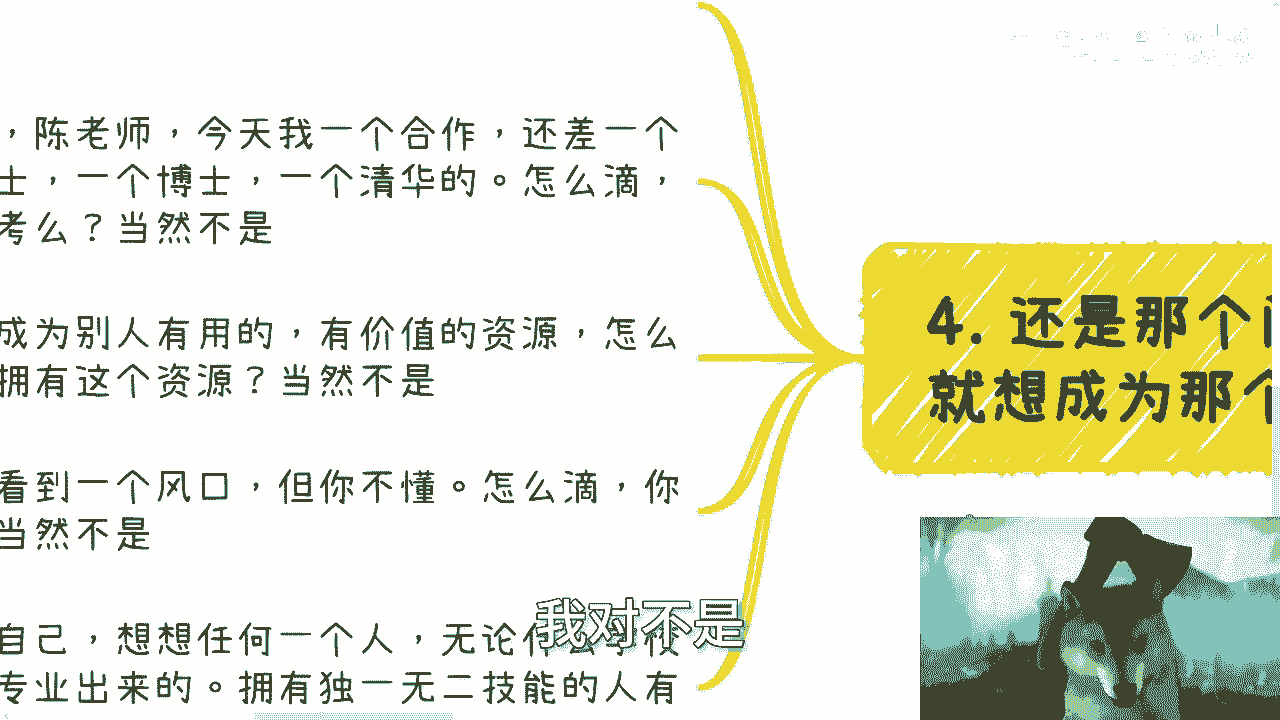 ，陈老师，今天我一个合作，还差一个
士，一个博士，一个清华的。怎么滴，
考么？当然不是
成为别人有用的，有价值的资源，怎么
拥有这个资源？当然不是
看到一个风口，但你不懂。怎么滴，你
当然不是
自己，想想任何一个人，无论什么
专业出来的。拥有独一无二技能的人有
4. 还是那个
就想成为那个
我对不是